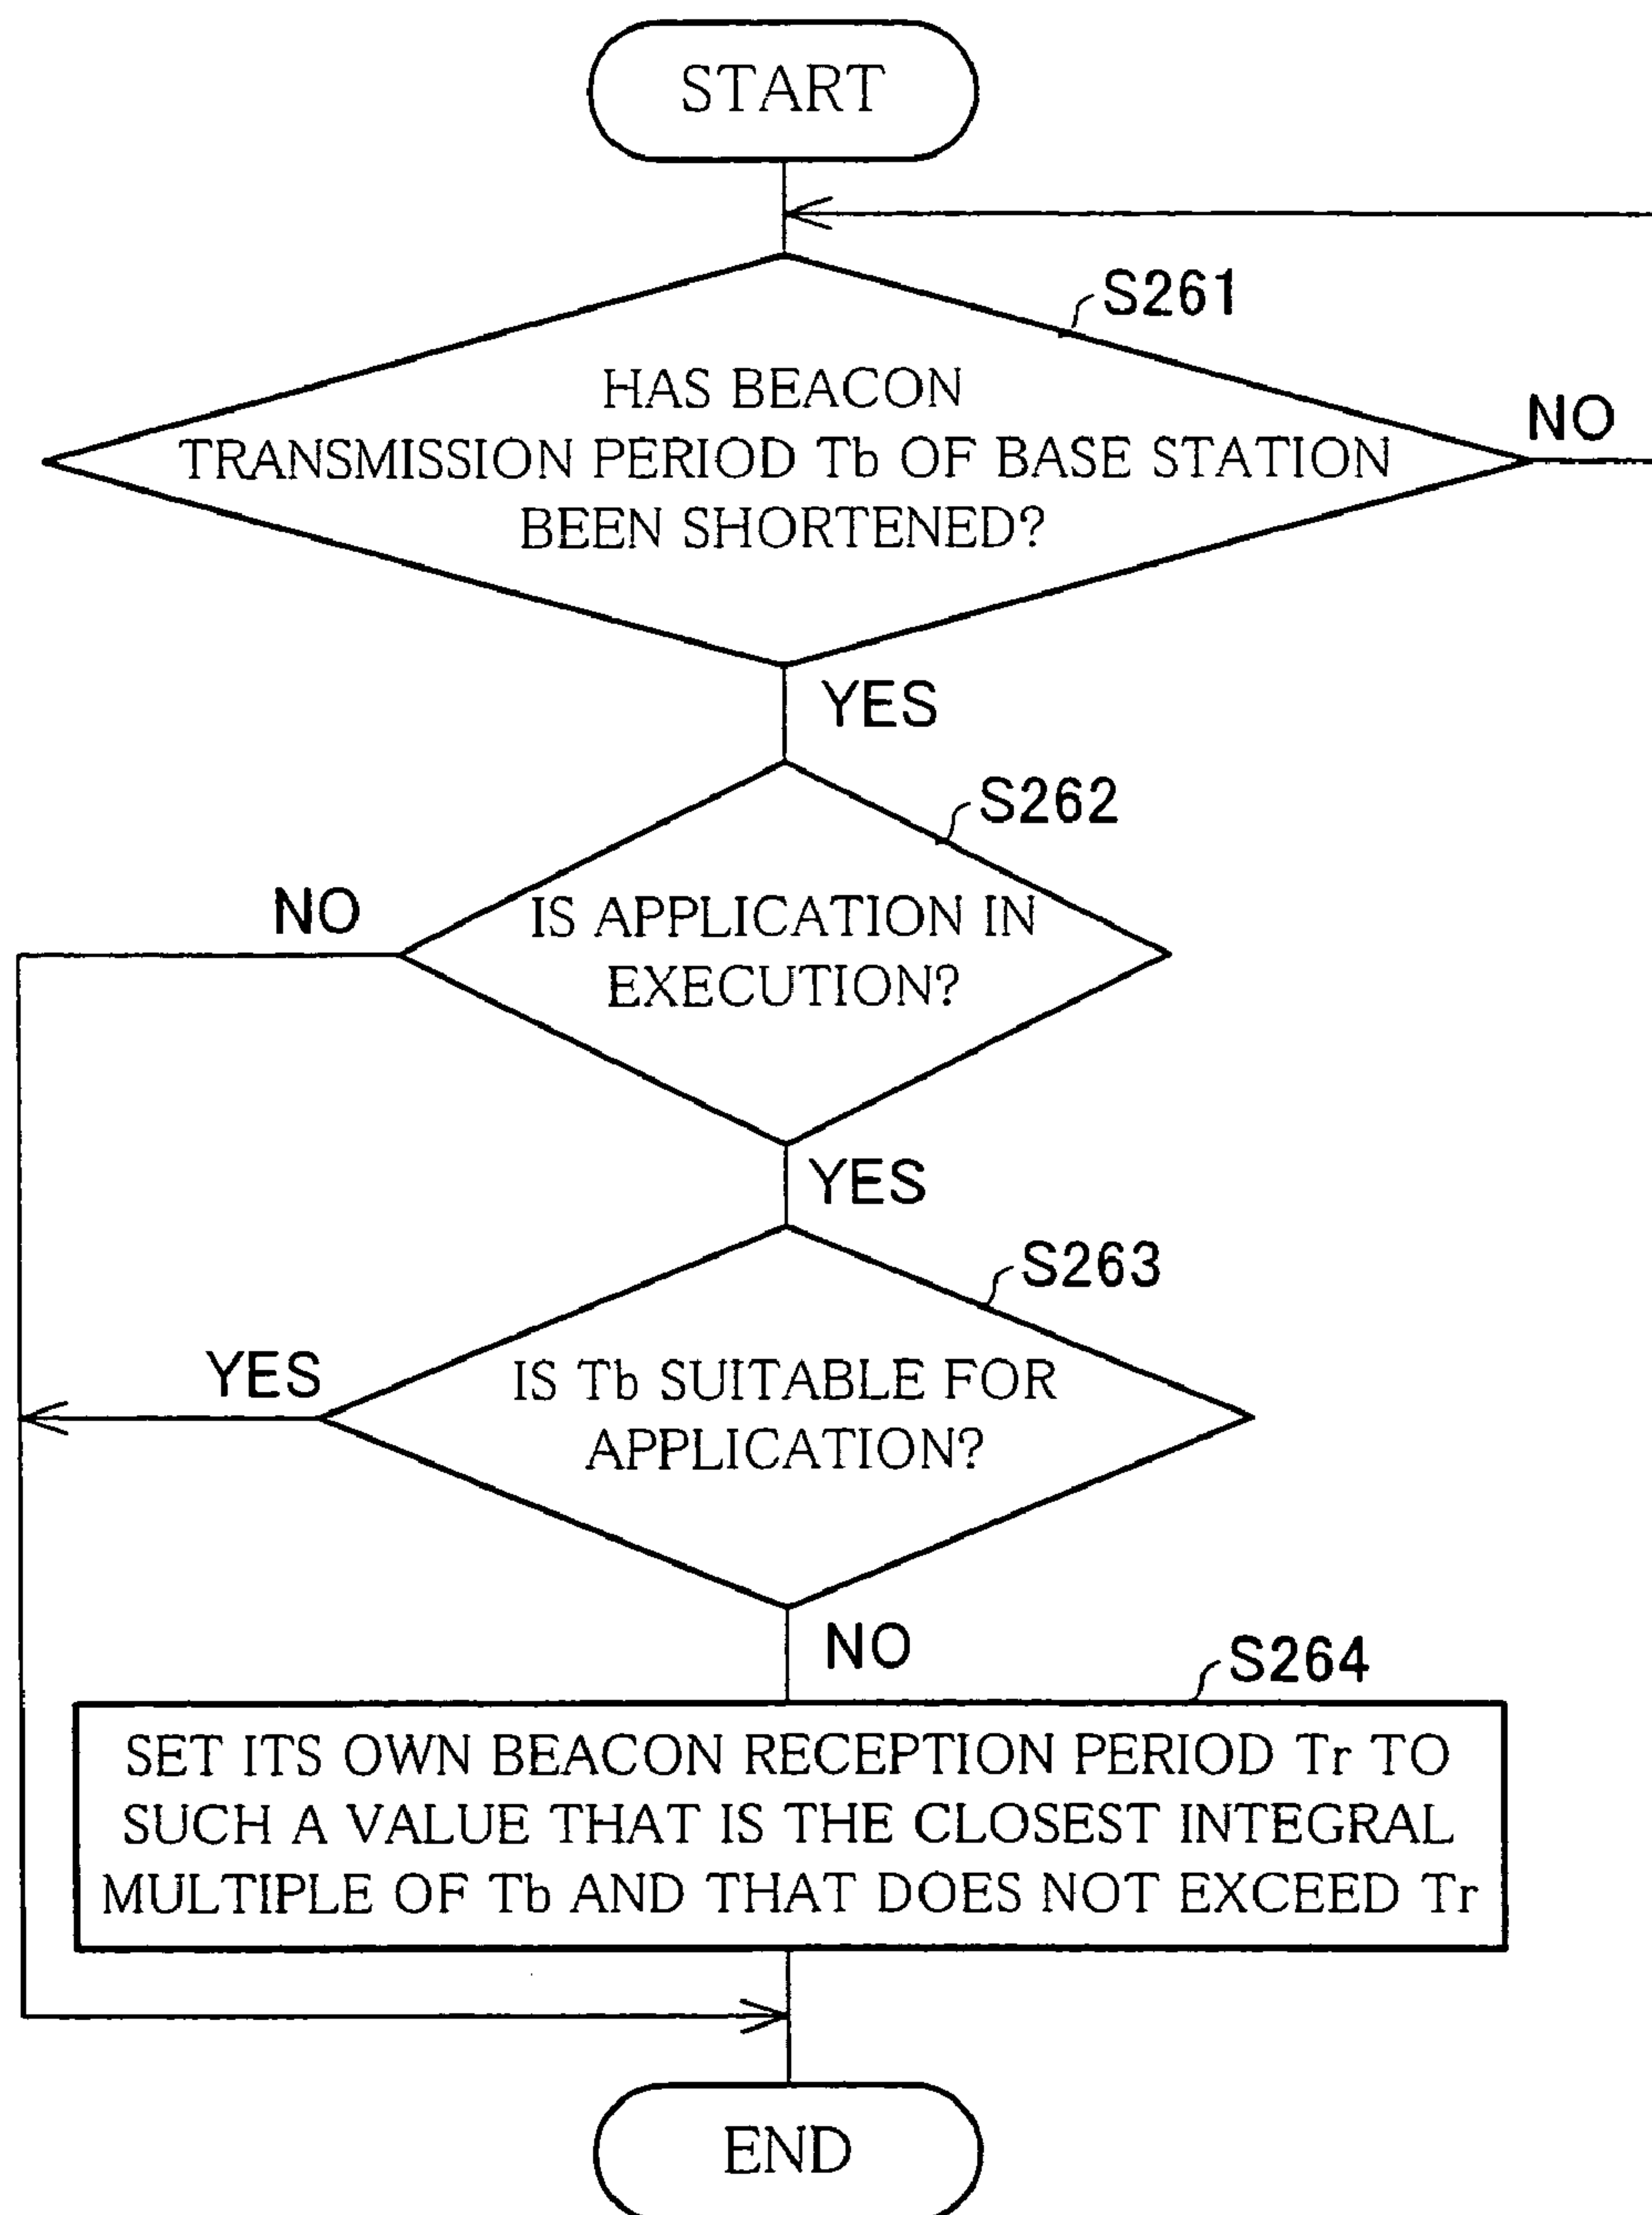 START
S261
HAS BEACON
TRANSMISSION PERIOD Tb OF BASE STATION
BEEN SHORTENED?
NO
YES
S262
NO
IS APPLICATION IN
EXECUTION?
YES
S263
YES
IS Tb SUITABLE FOR
APPLICATION?
NO
S264
SET ITS OWN BEACON RECEPTION PERIOD Tr TO
SUCH A VALUE THAT IS THE CLOSEST INTEGRAL
MULTIPLE OF Tb AND THAT DOES NOT EXCEED Tr
END